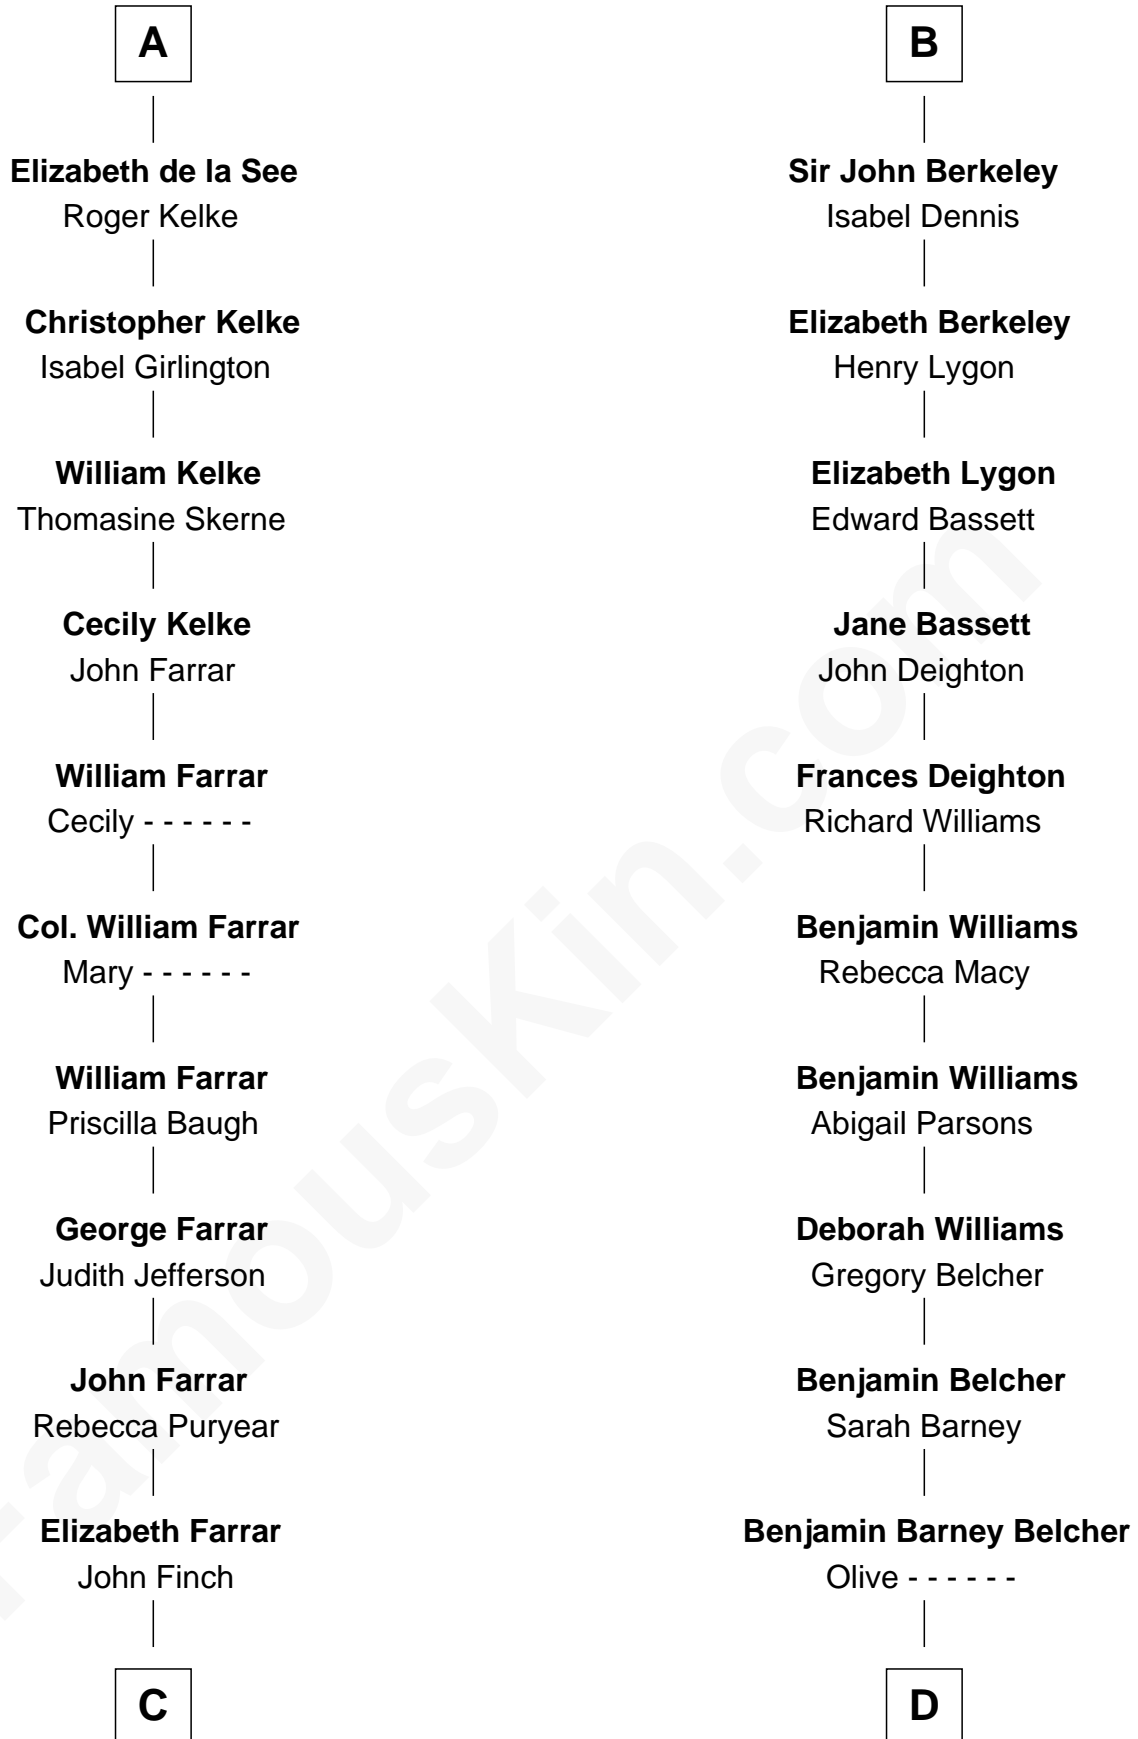 A
Elizabeth de la See
Roger Kelke
Christopher Kelke
Isabel Girlington
William Kelke
Thomasine Skerne
Cecily Kelke
John Farrar
William Farrar
Cecily - - - - - -
Col. William Farrar
Mary - - - - - -
William Farrar
Priscilla Baugh
George Farrar
Judith Jefferson
John Farrar
Rebecca Puryear
Elizabeth Farrar
John Finch
C
B
Sir John Berkeley
Isabel Dennis
Elizabeth Berkeley
Henry Lygon
Elizabeth Lygon
Edward Bassett
Jane Bassett
John Deighton
Frances Deighton
Richard Williams
Benjamin Williams
Rebecca Macy
Benjamin Williams
Abigail Parsons
Deborah Williams
Gregory Belcher
Benjamin Belcher
Sarah Barney
Benjamin Barney Belcher
Olive - - - - - -
D
FamousKin.com